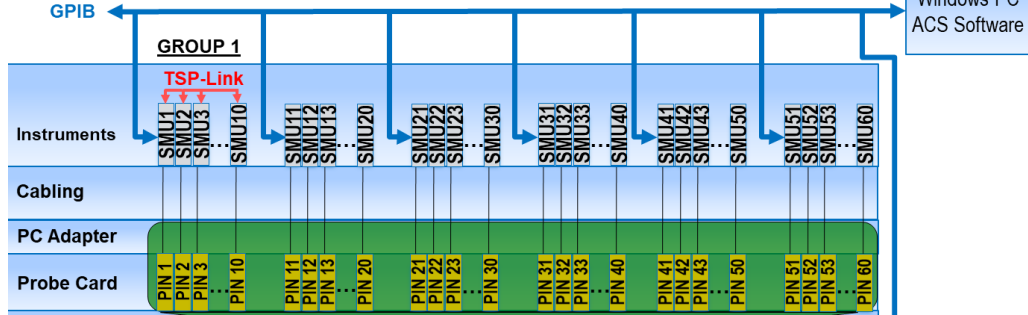 GPIB
Windows PC
ACS Software
GROUP 1
TSP-Link
Instruments
SMU1 SMU2 SMU3 ... SMU10 SMU11 SMU12 SMU13 ... SMU20 SMU21 SMU22 SMU23 ... SMU30 SMU31 SMU32 SMU33 ... SMU40 SMU41 SMU42 SMU43 ... SMU50 SMU51 SMU52 SMU53 ... SMU60
Cabling
PC Adapter
Probe Card
PIN 1 PIN 2 PIN 3 ... PIN 10 PIN 11 PIN 12 PIN 13 ... PIN 20 PIN 21 PIN 22 PIN 23 ... PIN 30 PIN 31 PIN 32 PIN 33 ... PIN 40 PIN 41 PIN 42 PIN 43 ... PIN 50 PIN 51 PIN 52 PIN 53 ... PIN 60